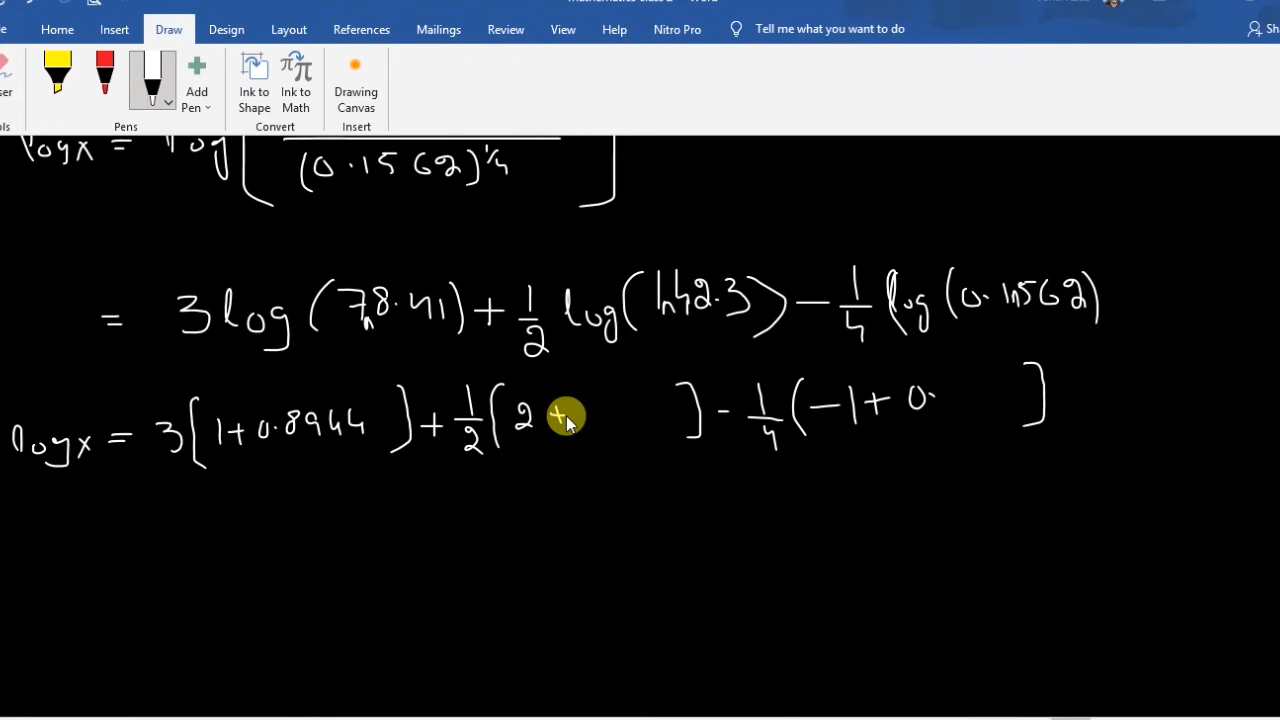 Home Insert Draw Design Layout References Mailings Review View Help Nitro Pro Tell me what you want to do
Add Pen Ink to Shape Ink to Math Drawing Canvas
Pens Convert Insert
log x = log[
(0.1562)^1/4 ]
= 3 log (78.41) + 1/2 log (142.3) - 1/4 log (0.1562)
log x = 3[1+0.8944 ] + 1/2 [2 + ] - 1/4 (-1 + 0. ]